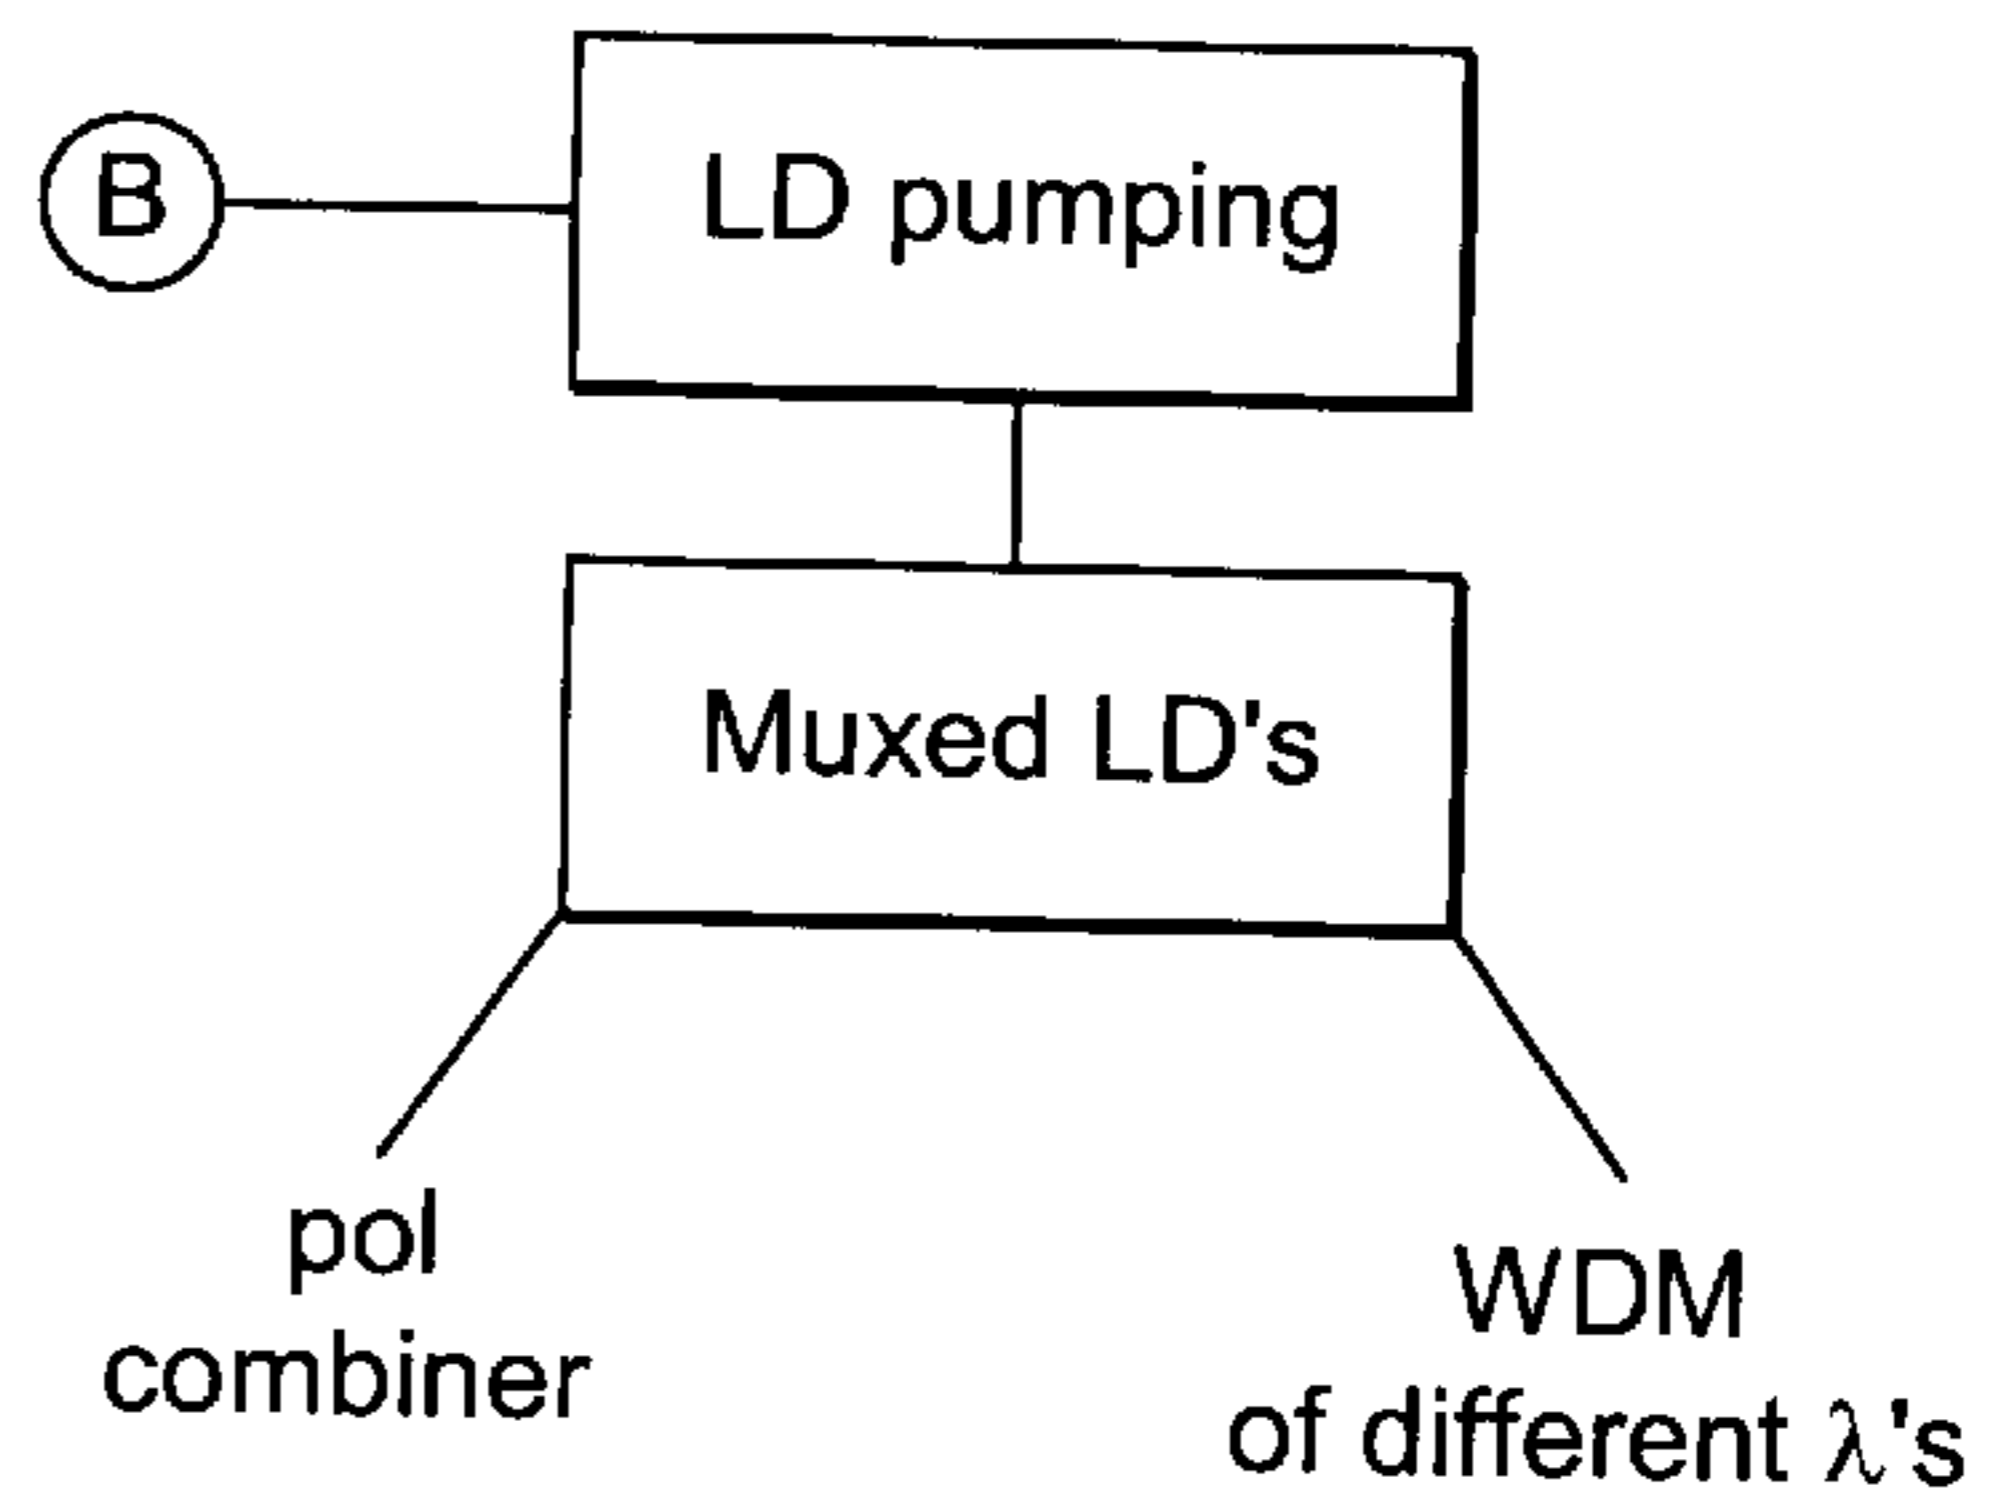 B
LD pumping
Muxed LD's
pol
combiner
WDM
of different λ's